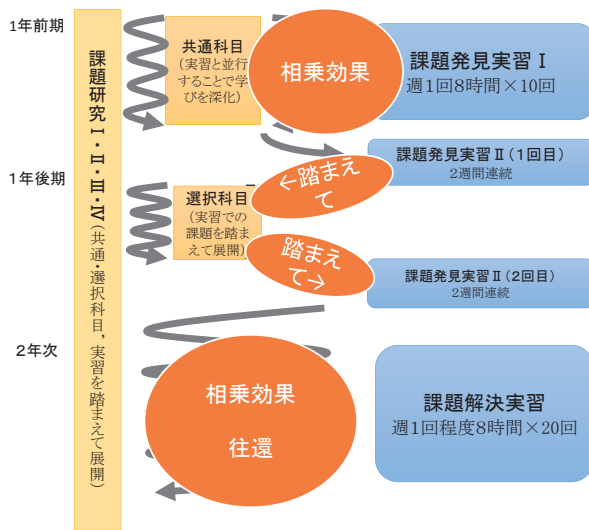 1年前期
課題研究Ⅰ・Ⅱ・Ⅲ・Ⅳ(共通・選択科目，実習を踏まえて展開)
共通科目
(実習と並行
することで学
びを深化)
相乗効果
課題発見実習Ⅰ
週1回8時間×10回
課題発見実習Ⅱ(1回目)
2週間連続
1年後期
←踏まえ
て
選択科目
(実習での
課題を踏ま
えて展開)
踏まえ
て→
課題発見実習Ⅱ(2回目)
2週間連続
2年次
相乗効果
往還
課題解決実習
週1回程度8時間×20回